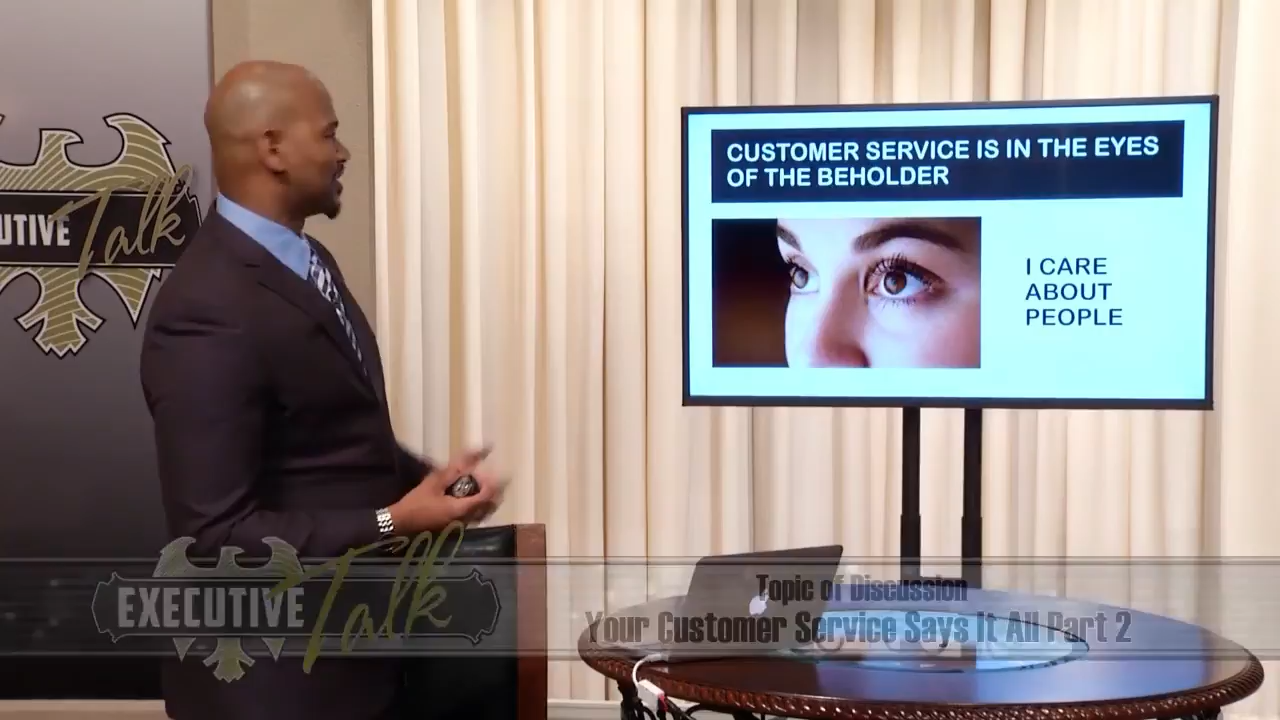 CUSTOMER SERVICE IS IN THE EYES
OF THE BEHOLDER
I CARE
ABOUT
PEOPLE
UTIVE Talk
EXECUTIVE Talk
Topic of Discussion
Your Customer Service Says It All Part 2